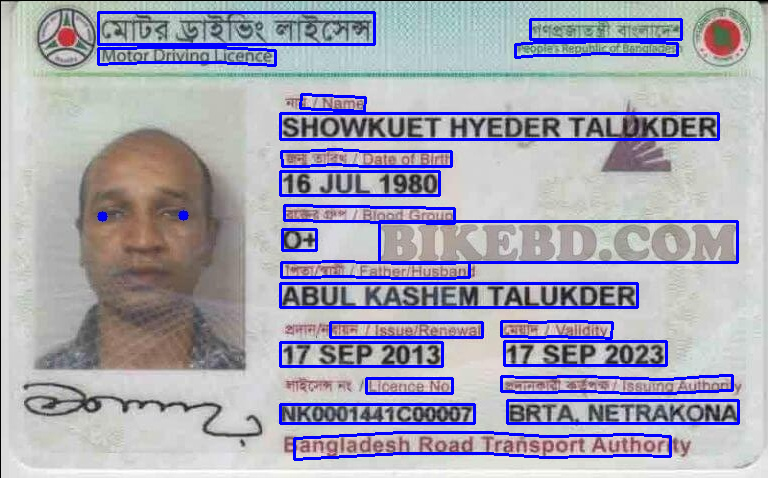 মোটর ড্রাইভিং লাইসেন্স
Motor Driving Licence
গণপ্রজাতন্ত্রী বাংলাদেশ
People's Republic of Bangladesh
নাম / Name
SHOWKUET HYEDER TALUKDER
জন্ম তারিখ / Date of Birth
16 JUL 1980
রক্তের গ্রুপ / Blood Group
O+
BIKEBD.COM
পিতা/স্বামী / Father/Husband
ABUL KASHEM TALUKDER
প্রদান/নবায়ন / Issue/Renewal মেয়াদ / Validity
17 SEP 2013 17 SEP 2023
লাইসেন্স নং / Licence No. প্রদানকারী কর্তৃপক্ষ / Issuing Authority
NK0001441C00007 BRTA, NETRAKONA
Bangladesh Road Transport Authority